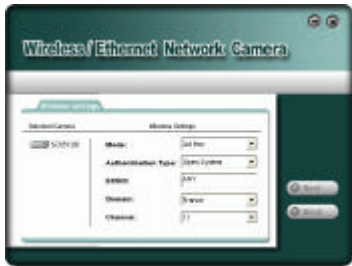 Wireless/Ethernet Network Camera
Wireless Settings
Selected Camera
Wireless Settings
Mode:
Ad Hoc
Authentication Type:
Open System
ESSID:
ANY
Domain:
France
Channel:
11
Next